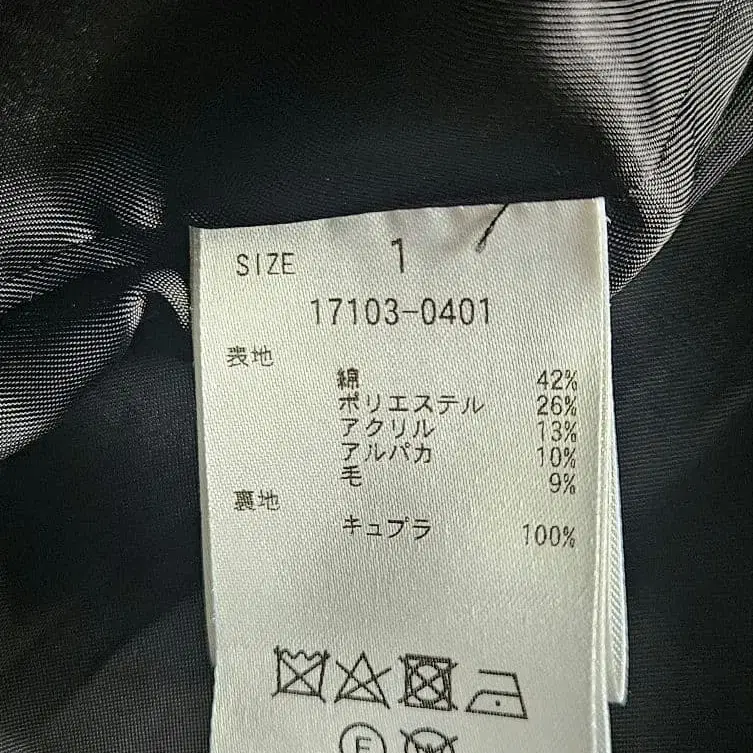 SIZE 1
17103-0401
表地
綿 42%
ポリエステル 26%
アクリル 13%
アルパカ 10%
毛 9%
裏地
キュプラ 100%
F